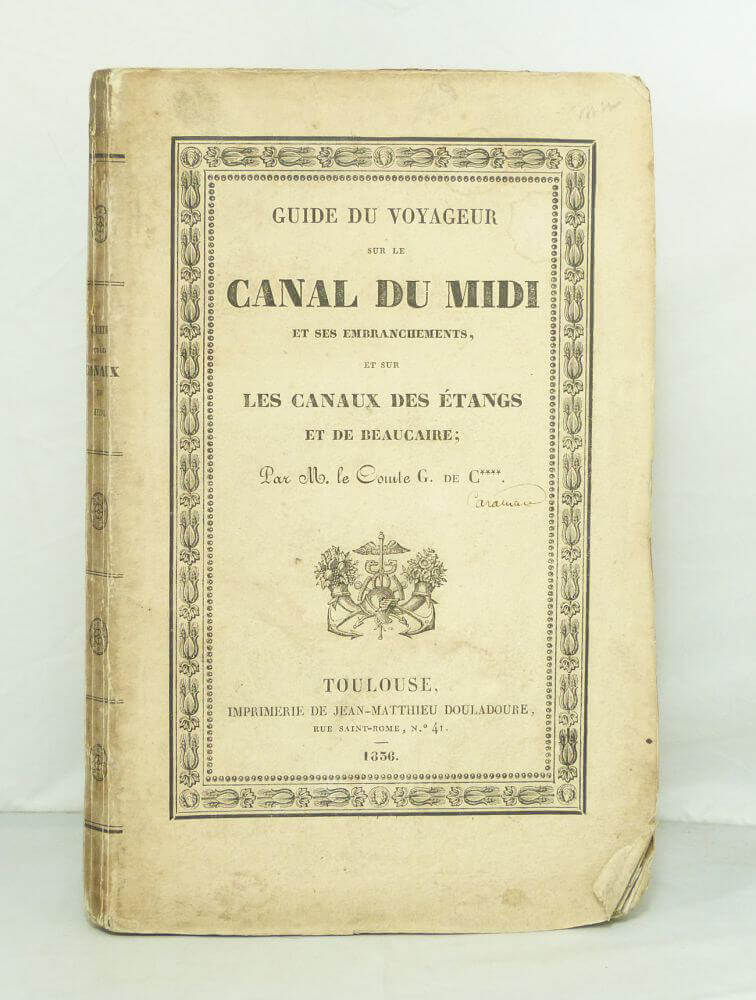 GUIDE DU VOYAGEUR
SUR LE
CANAL DU MIDI
ET SES EMBRANCHEMENTS,
ET SUR
LES CANAUX DES ÉTANGS
ET DE BEAUCAIRE;
Par M. le Comte G. DE C****.
Caraman
TOULOUSE,
IMPRIMERIE DE JEAN-MATTHIEU DOULADOURE,
RUE SAINT-ROME, N.° 41.
1836.
CANAUX